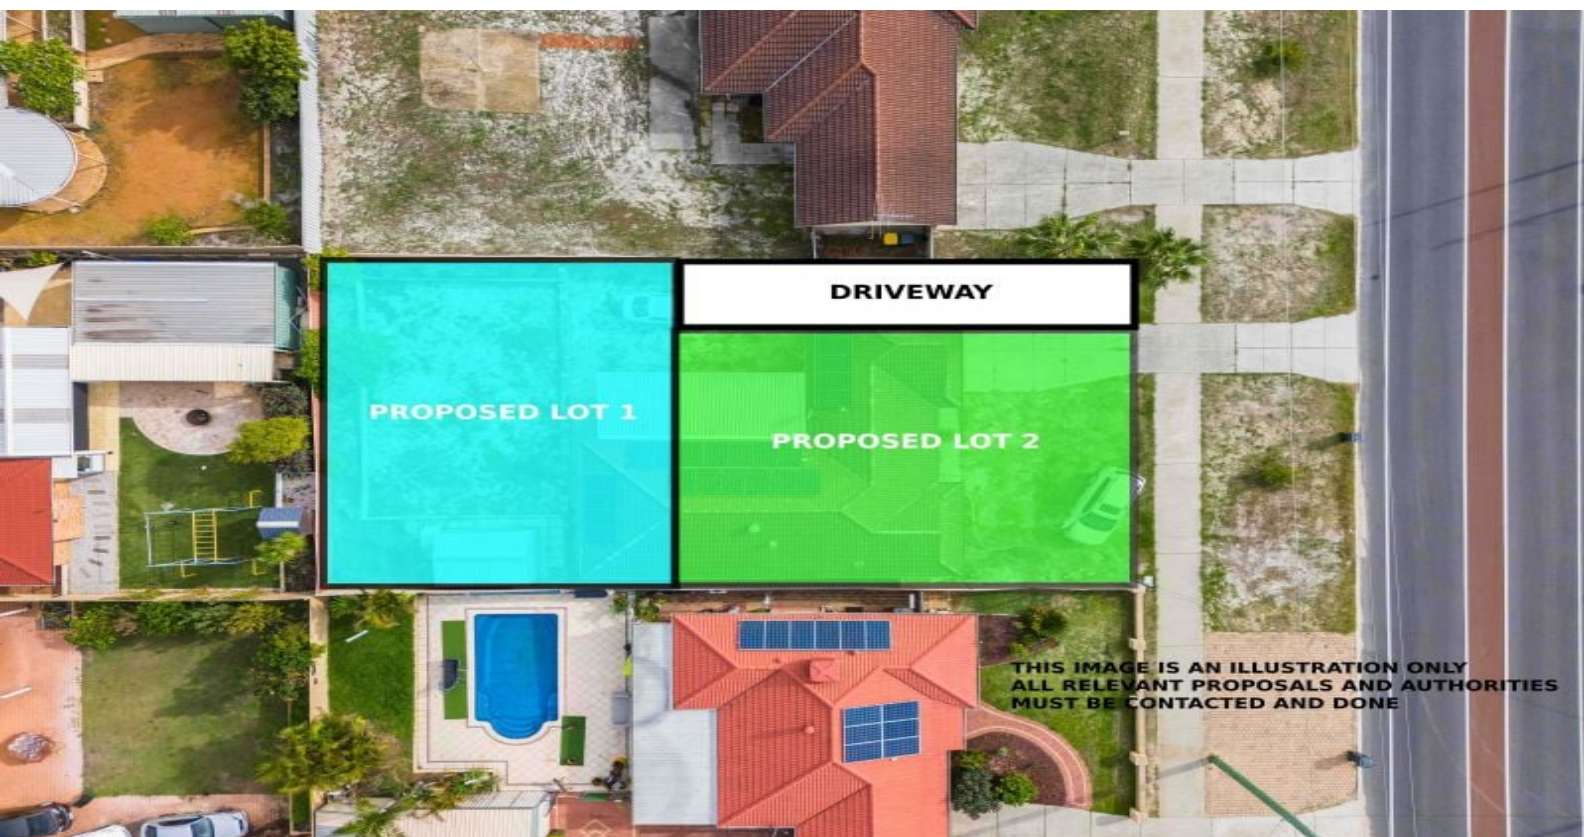 DRIVEWAY
PROPOSED LOT 1
PROPOSED LOT 2
THIS IMAGE IS AN ILLUSTRATION ONLY
ALL RELEVANT PROPOSALS AND AUTHORITIES
MUST BE CONTACTED AND DONE